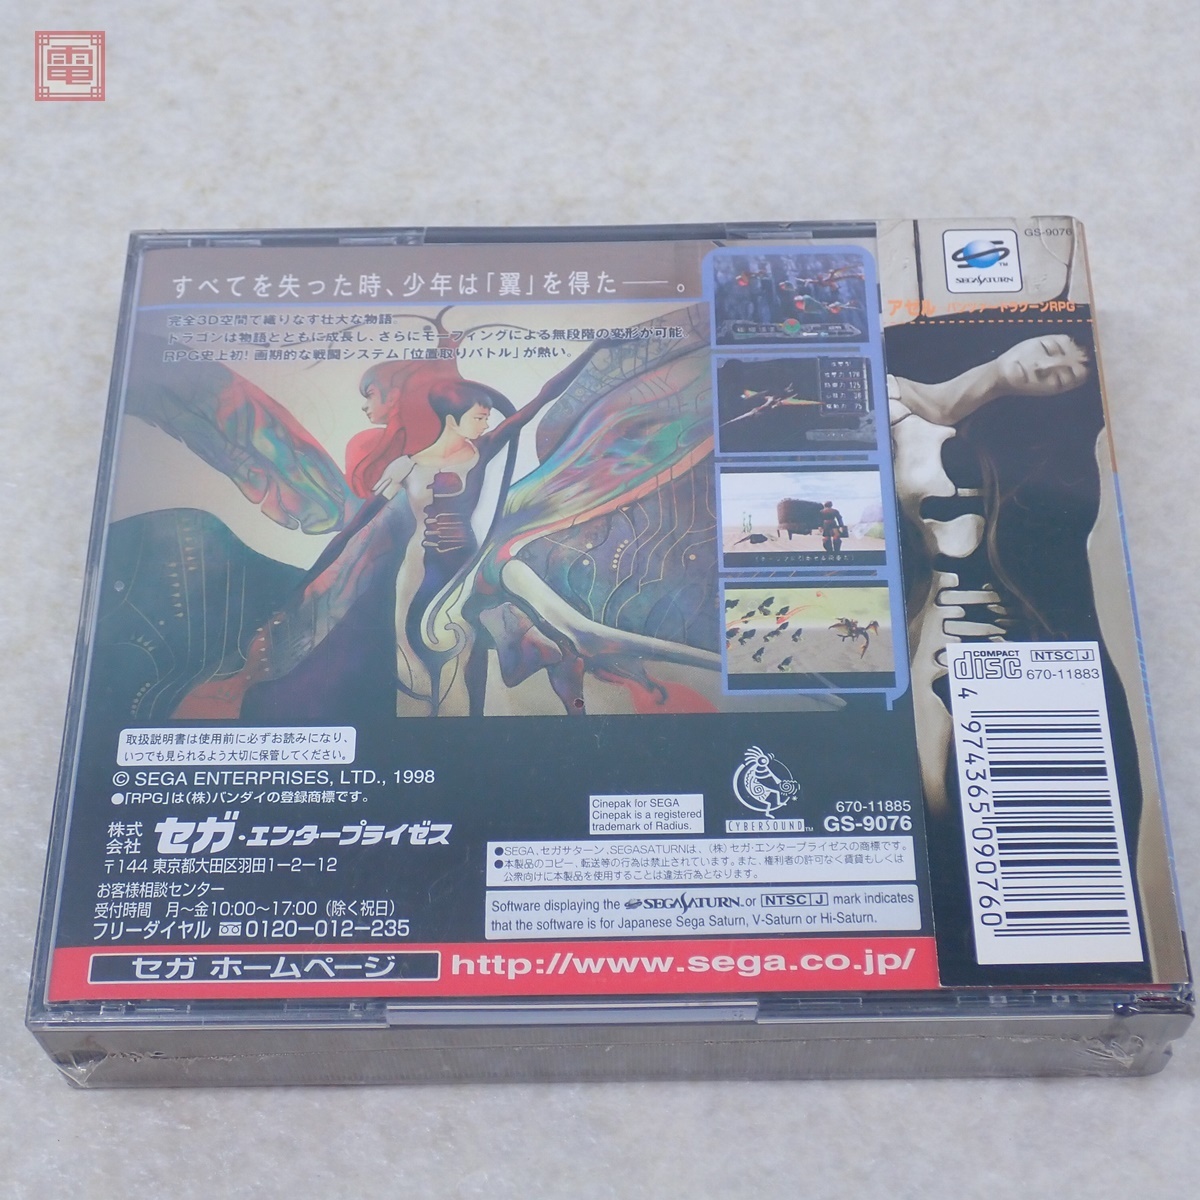 電
すべてを失った時、少年は「翼」を得た――。
完全3D空間で織りなす壮大な物語。
ドラゴンは物語とともに成長し、さらにモーフィングによる無段階の変形が可能。
RPG史上初! 画期的な戦闘システム「位置取りバトル」が熱い。
取扱説明書は使用前に必ずお読みになり、
いつでも見られるよう大切に保管してください。
© SEGA ENTERPRISES, LTD., 1998
●「RPG」は(株)バンダイの登録商標です。
株式会社 セガ・エンタープライゼス
〒144 東京都大田区羽田1-2-12
お客様相談センター
受付時間 月~金10:00~17:00 (除く祝日)
フリーダイヤル 0120-012-235
Cinepak for SEGA
Cinepak is a registered
trademark of Radius.
CYBERSOUND™
670-11885
GS-9076
●SEGA, セガサターン, SEGASATURNは、(株)セガ・エンタープライゼスの商標です。
●本製品のコピー、転送等の行為は禁止されています。また、権利者の許可なく賃貸もしくは
公衆向けに本製品を使用することは違法行為となります。
Software displaying the SEGASATURN™ or NTSC J mark indicates
that the software is for Japanese Sega Saturn, V-Saturn or Hi-Saturn.
セガ ホームページ http://www.sega.co.jp/
GS-9076
SEGASATURN™
アゼル パンツァードラグーンRPG
COMPACT disc NTSC J
670-11883
4 974365 090760